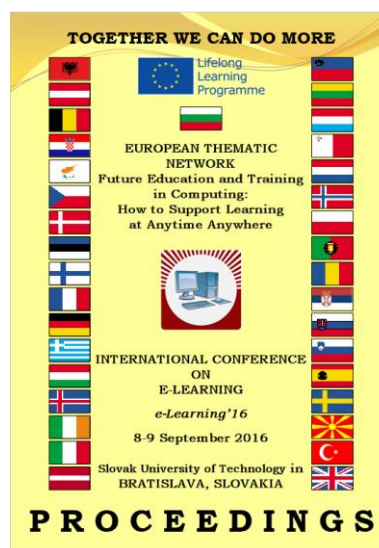 TOGETHER WE CAN DO MORE
Lifelong
Learning
Programme
EUROPEAN THEMATIC
NETWORK
Future Education and Training
in Computing:
How to Support Learning
at Anytime Anywhere
INTERNATIONAL CONFERENCE
ON
E-LEARNING
e-Learning'16
8-9 September 2016
Slovak University of Technology in
BRATISLAVA, SLOVAKIA
PROCEEDINGS